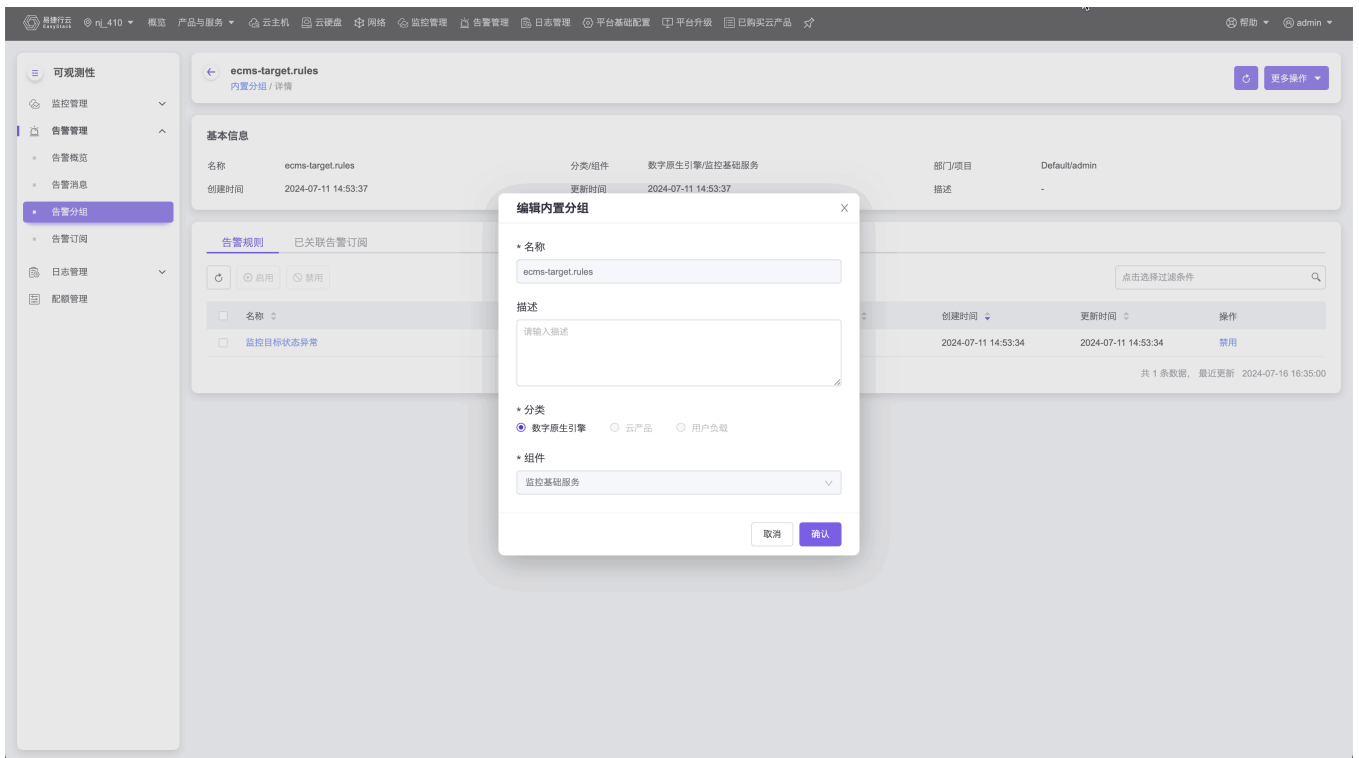 易捷行云 EasyStack nj_410 概览 产品与服务 云主机 云硬盘 网络 监控管理 告警管理 日志管理 平台基础配置 平台升级 已购买云产品 帮助 admin
可观测性
监控管理
告警管理
告警概览
告警消息
告警分组
告警订阅
日志管理
配额管理
ecms-target.rules
内置分组 / 详情
更多操作
基本信息
名称 ecms-target.rules 分类/组件 数字原生引擎/监控基础服务 部门/项目 Default/admin
创建时间 2024-07-11 14:53:37 更新时间 2024-07-11 14:53:37 描述 -
告警规则 已关联告警订阅
启用 禁用 点击选择过滤条件
名称 创建时间 更新时间 操作
监控目标状态异常 2024-07-11 14:53:34 2024-07-11 14:53:34 禁用
共 1 条数据, 最近更新 2024-07-16 16:35:00
编辑内置分组
* 名称
ecms-target.rules
描述
请输入描述
* 分类
数字原生引擎 云产品 用户负载
* 组件
监控基础服务
取消 确认